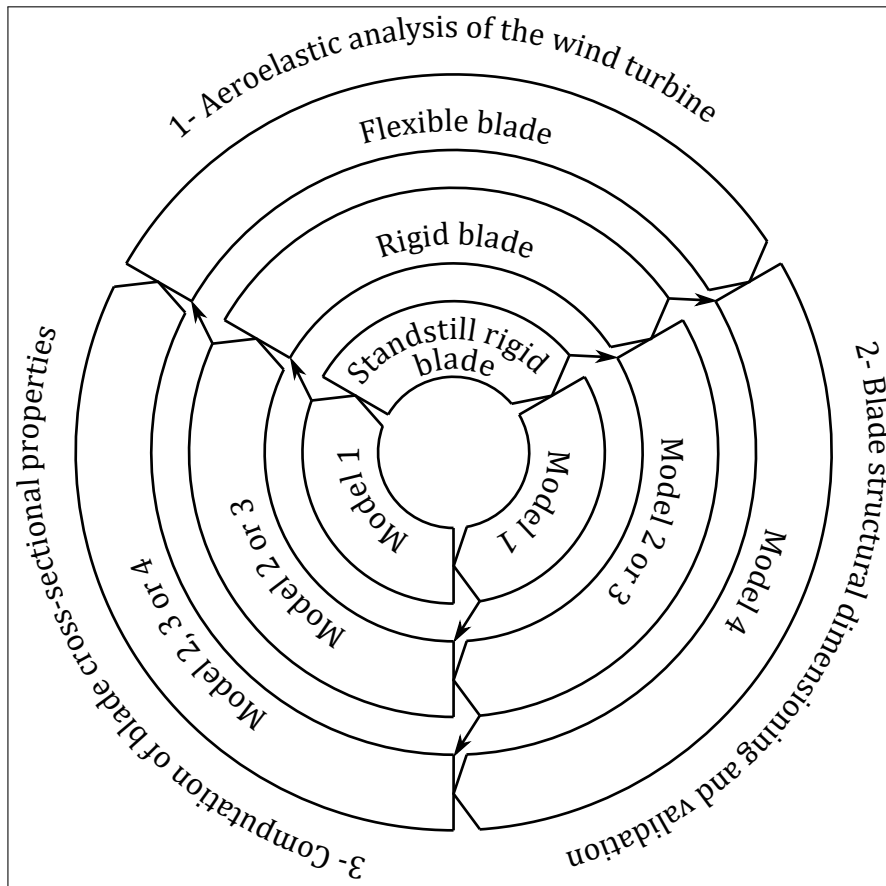 1- Aeroelastic analysis of the wind turbine
Flexible blade
Rigid blade
Standstill rigid
blade
2- Blade structural dimensioning and validation
Model 1
Model 2 or 3
Model 4
3- Computation of blade cross-sectional properties
Model 1
Model 2 or 3
Model 2, 3 or 4